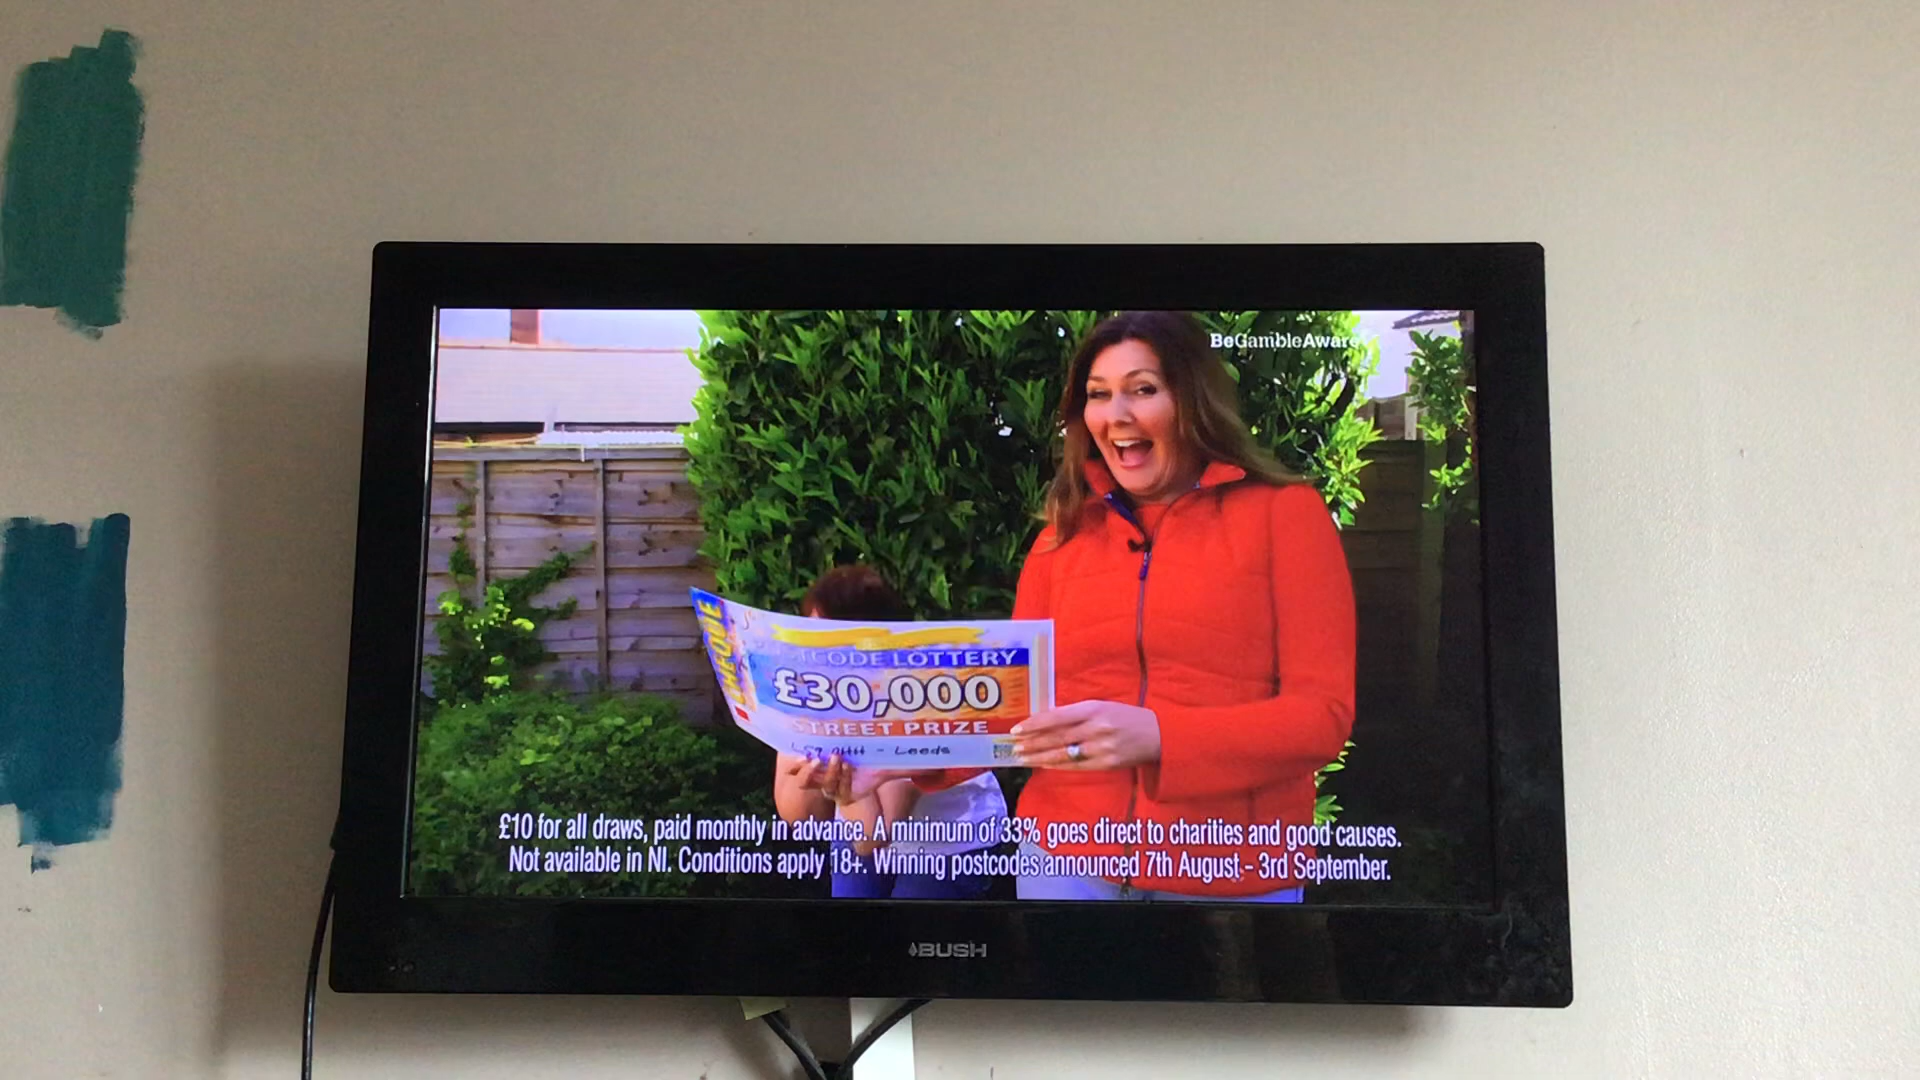 BeGambleAware
CHEQUE
TCODE LOTTERY
£30,000
STREET PRIZE
- Leeds
£10 for all draws, paid monthly in advance. A minimum of 33% goes direct to charities and good causes.
Not available in NI. Conditions apply 18+. Winning postcodes announced 7th August - 3rd September.
BUSH